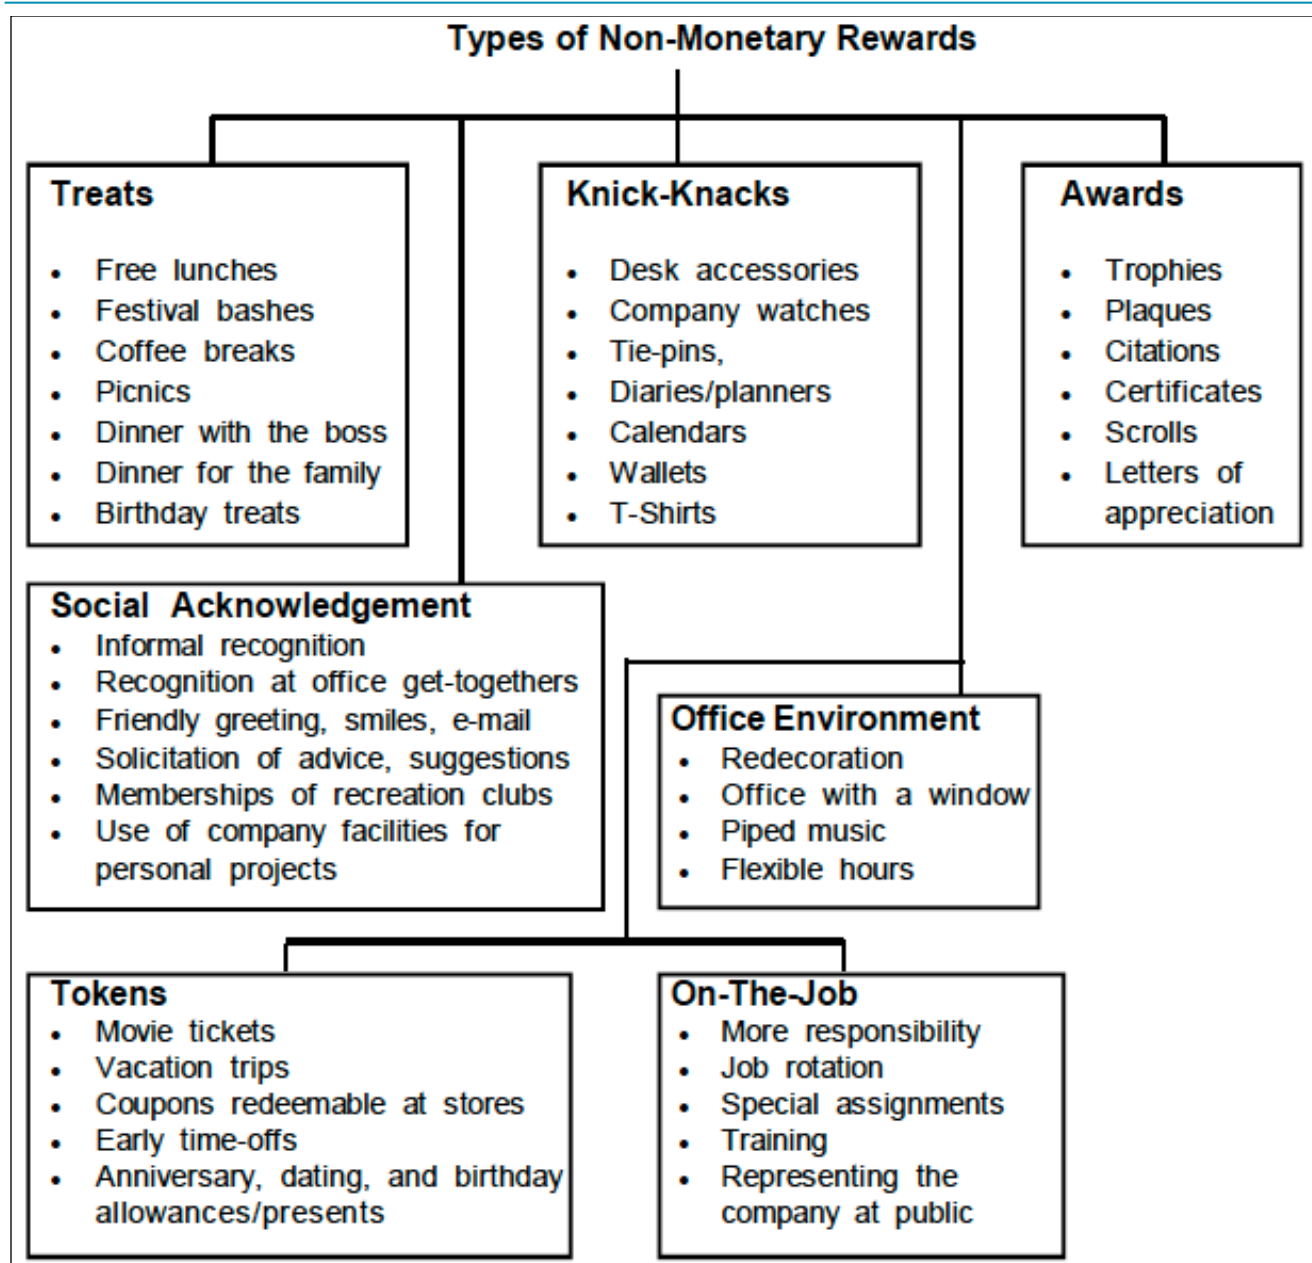 Types of Non-Monetary Rewards
Treats
• Free lunches
• Festival bashes
• Coffee breaks
• Picnics
• Dinner with the boss
• Dinner for the family
• Birthday treats
Knick-Knacks
• Desk accessories
• Company watches
• Tie-pins,
• Diaries/planners
• Calendars
• Wallets
• T-Shirts
Awards
• Trophies
• Plaques
• Citations
• Certificates
• Scrolls
• Letters of
appreciation
Social Acknowledgement
• Informal recognition
• Recognition at office get-togethers
• Friendly greeting, smiles, e-mail
• Solicitation of advice, suggestions
• Memberships of recreation clubs
• Use of company facilities for
personal projects
Office Environment
• Redecoration
• Office with a window
• Piped music
• Flexible hours
Tokens
• Movie tickets
• Vacation trips
• Coupons redeemable at stores
• Early time-offs
• Anniversary, dating, and birthday
allowances/presents
On-The-Job
• More responsibility
• Job rotation
• Special assignments
• Training
• Representing the
company at public